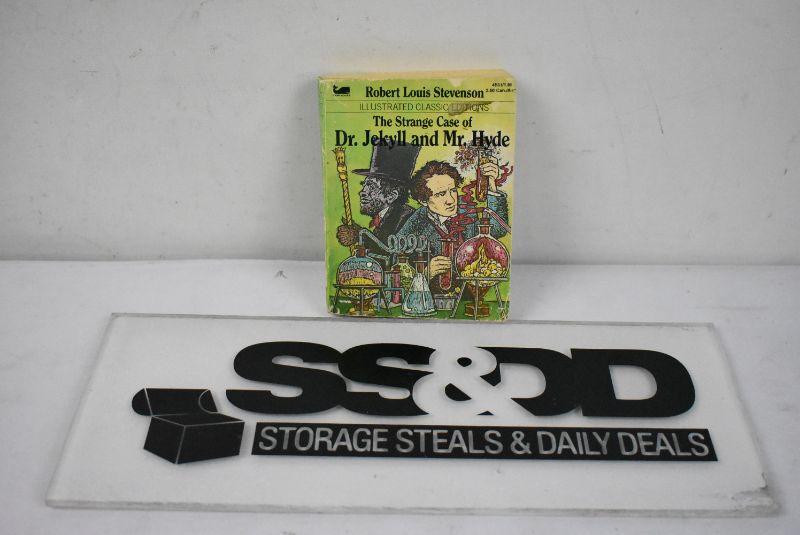 Robert Louis Stevenson
ILLUSTRATED CLASSIC EDITIONS
The Strange Case of
Dr. Jekyll and Mr. Hyde
SS&DD
STORAGE STEALS & DAILY DEALS